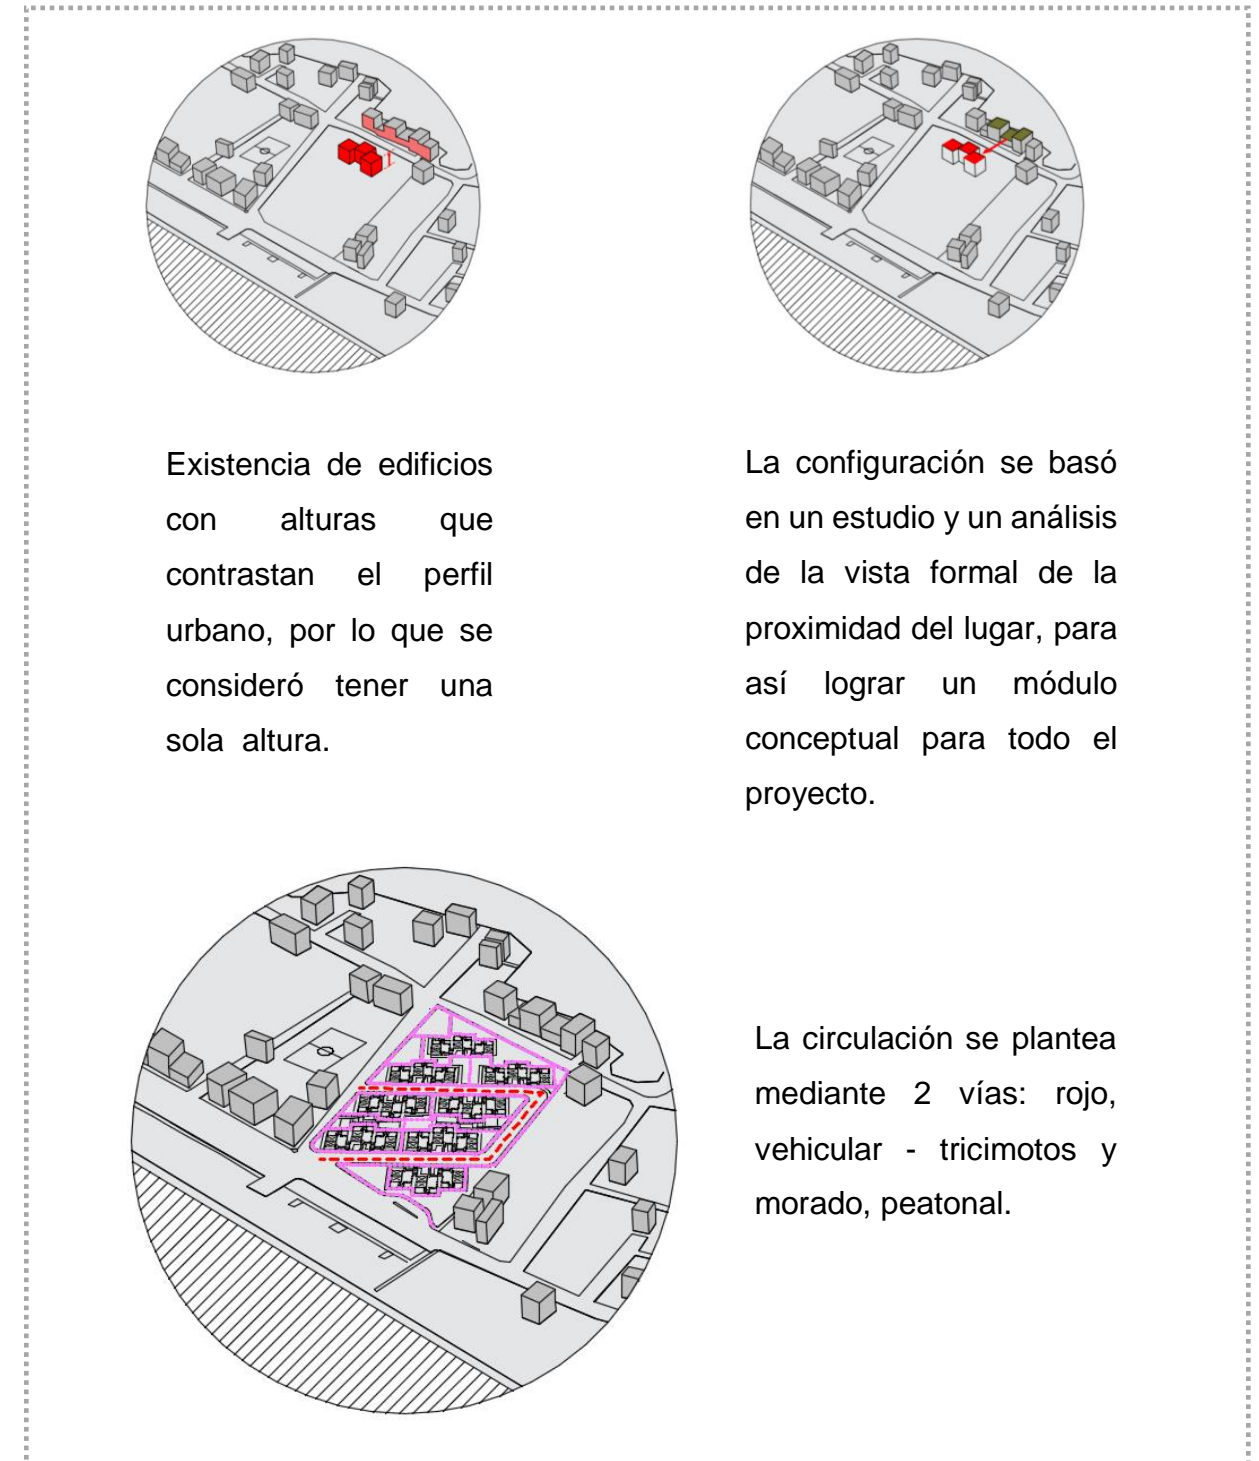 Existencia de edificios
con alturas que
contrastan el perfil
urbano, por lo que se
consideró tener una
sola altura.
La configuración se basó
en un estudio y un análisis
de la vista formal de la
proximidad del lugar, para
así lograr un módulo
conceptual para todo el
proyecto.
La circulación se plantea
mediante 2 vías: rojo,
vehicular - tricimotos y
morado, peatonal.